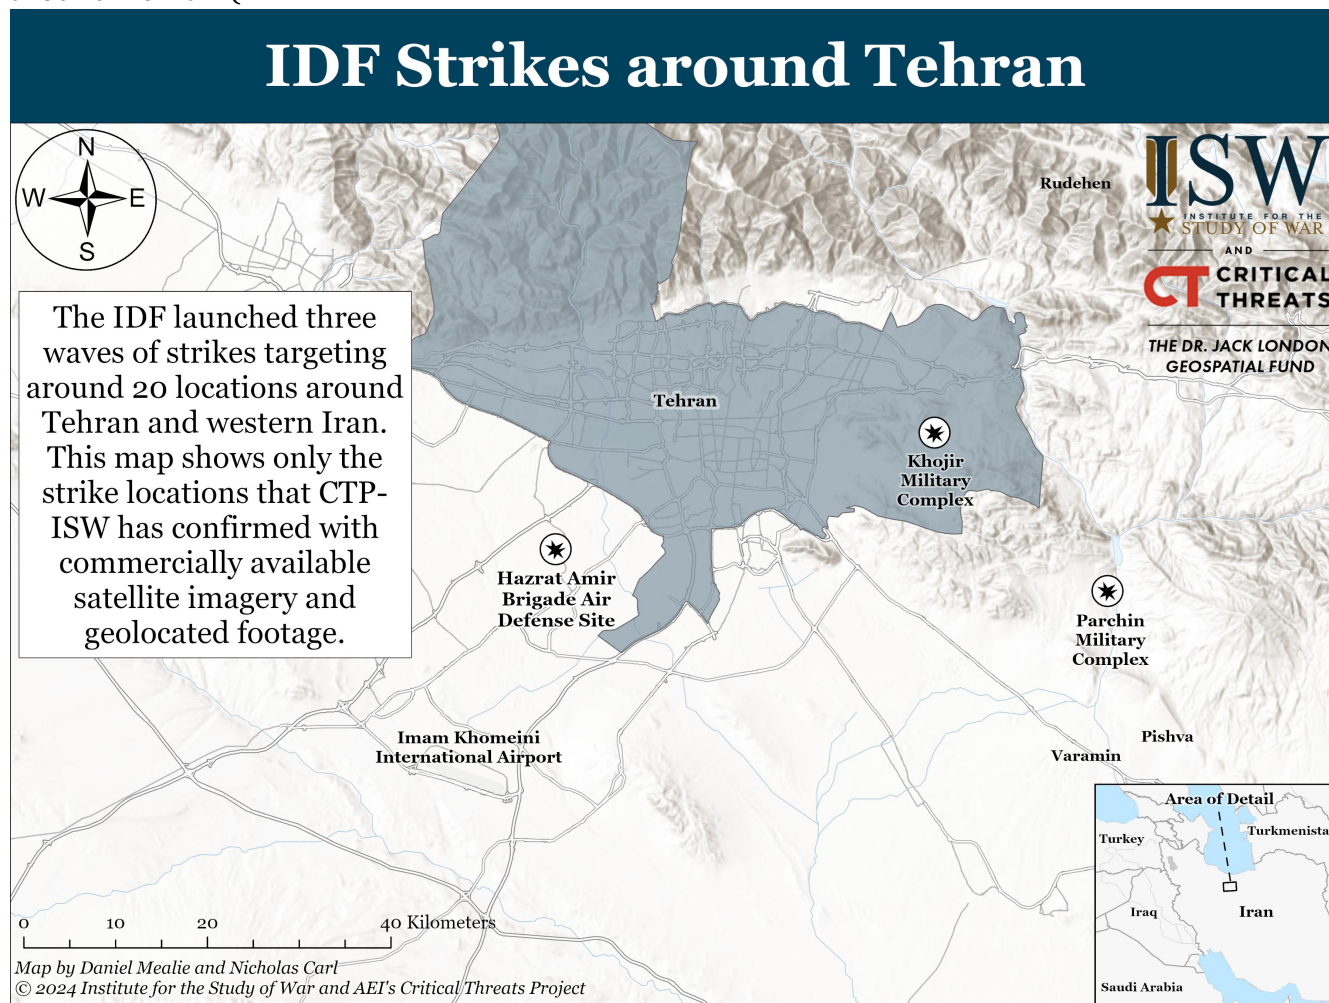 IDF Strikes around Tehran
N
W E
S
Rudehen
ISW
INSTITUTE FOR THE
STUDY OF WAR
AND
CT CRITICAL
THREATS
THE DR. JACK LONDON
GEOSPATIAL FUND
The IDF launched three
waves of strikes targeting
around 20 locations around
Tehran and western Iran.
This map shows only the
strike locations that CTP-
ISW has confirmed with
commercially available
satellite imagery and
geolocated footage.
Tehran
Khojir
Military
Complex
Hazrat Amir
Brigade Air
Defense Site
Parchin
Military
Complex
Imam Khomeini
International Airport
Pishva
Varamin
Area of Detail
Turkey
Turkmenista
Iraq
Iran
Saudi Arabia
0 10 20 40 Kilometers
Map by Daniel Mealie and Nicholas Carl
© 2024 Institute for the Study of War and AEI's Critical Threats Project